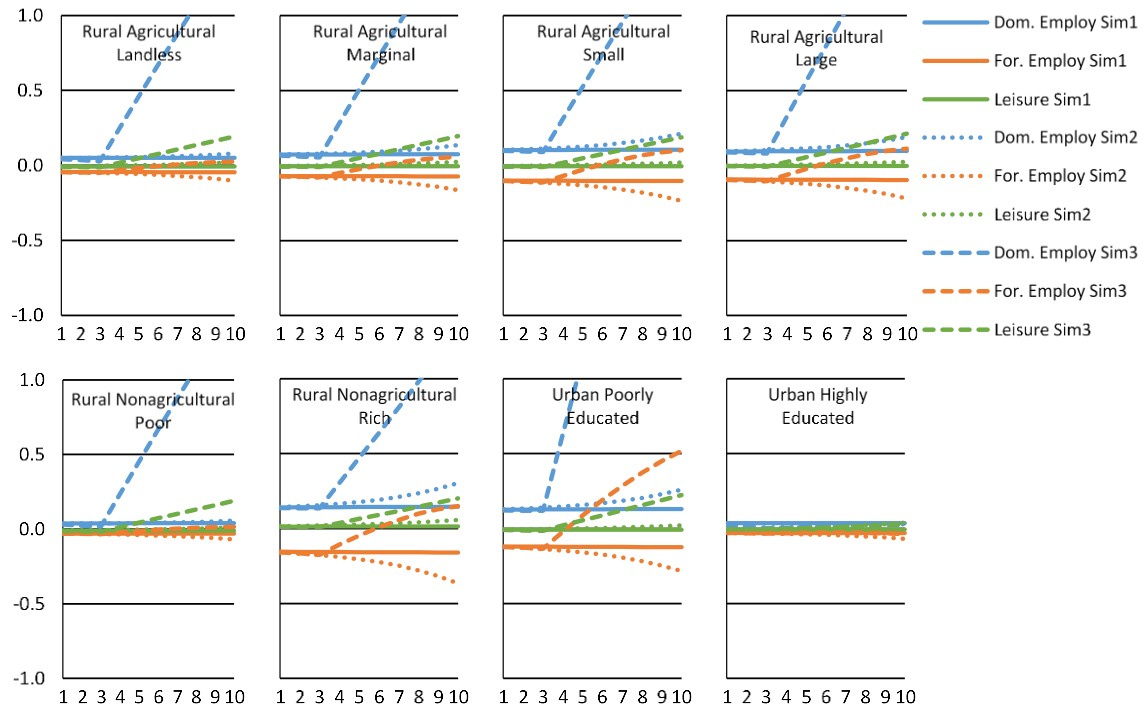 1.0
0.5
0.0
-0.5
-1.0
Rural Agricultural
Landless
1 2 3 4 5 6 7 8 9 10
Rural Agricultural
Marginal
1 2 3 4 5 6 7 8 9 10
Rural Agricultural
Small
1 2 3 4 5 6 7 8 9 10
Rural Agricultural
Large
1 2 3 4 5 6 7 8 9 10
Dom. Employ Sim1
For. Employ Sim1
Leisure Sim1
Dom. Employ Sim2
For. Employ Sim2
Leisure Sim2
Dom. Employ Sim3
For. Employ Sim3
Leisure Sim3
1.0
0.5
0.0
-0.5
-1.0
Rural Nonagricultural
Poor
1 2 3 4 5 6 7 8 9 10
Rural Nonagricultural
Rich
1 2 3 4 5 6 7 8 9 10
Urban Poorly
Educated
1 2 3 4 5 6 7 8 9 10
Urban Highly
Educated
1 2 3 4 5 6 7 8 9 10